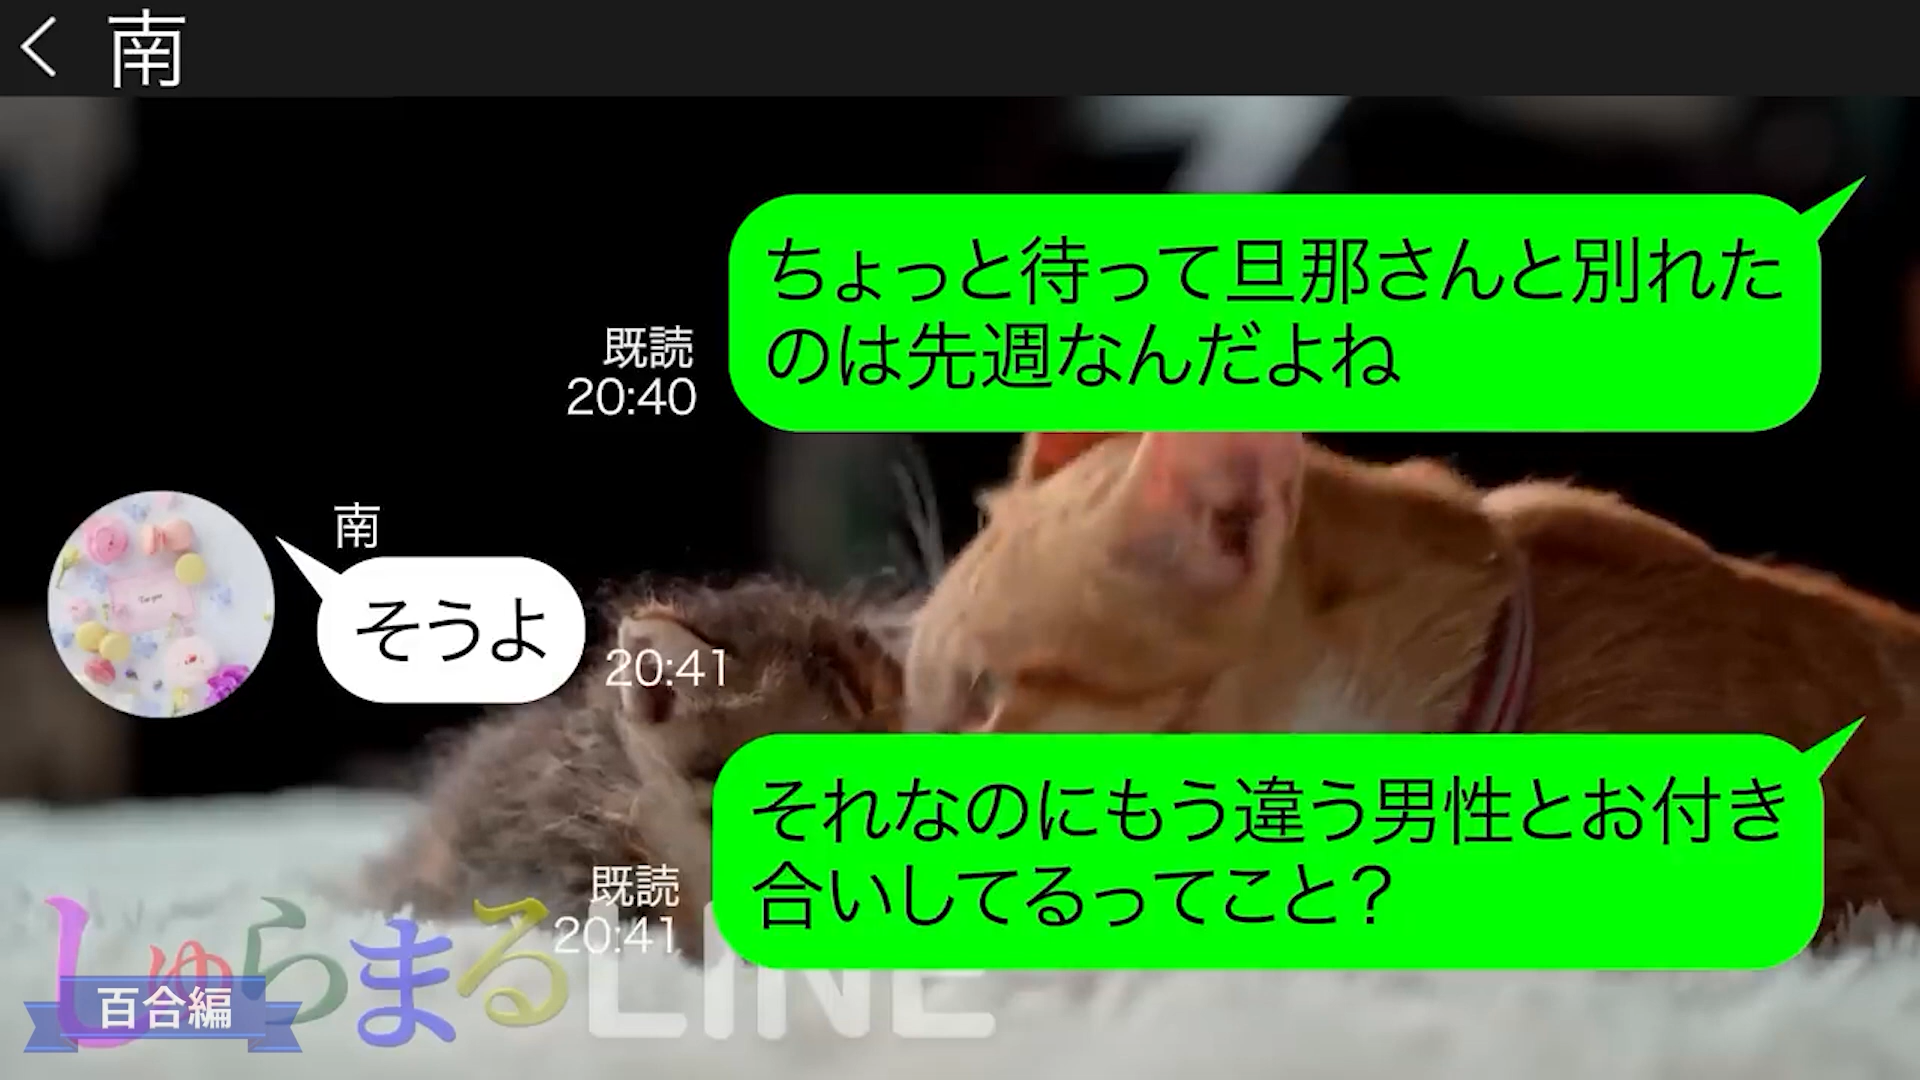 南
ちょっと待って旦那さんと別れた
のは先週なんだよね
既読
20:40
南
そうよ
20:41
それなのにもう違う男性とお付き
合いしてるってこと？
既読
20:41
しゅらまるLINE
百合編